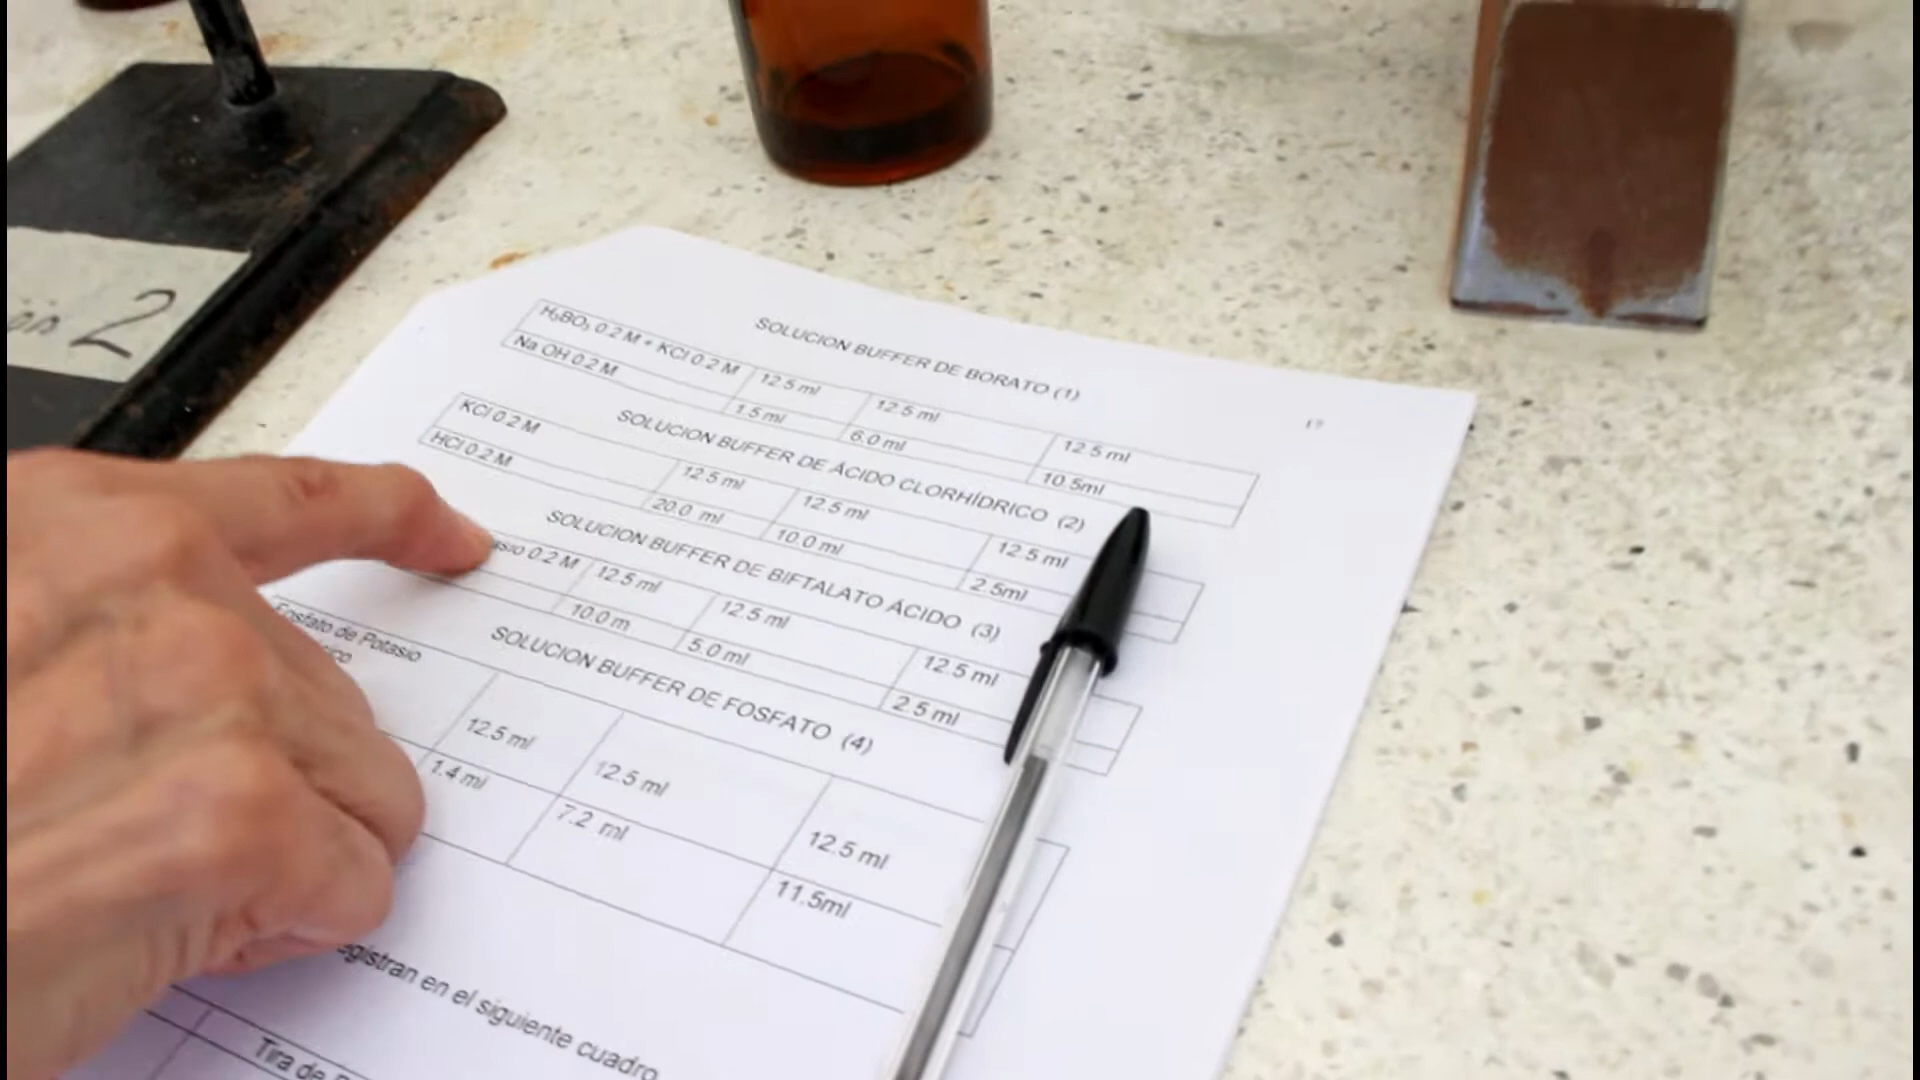 2
SOLUCION BUFFER DE BORATO (1)
17
H₃BO₃ 0.2 M + KCl 0.2 M 12.5 ml 12.5 ml 12.5 ml
Na OH 0.2 M 1.5 ml 6.0 ml 10.5ml
SOLUCION BUFFER DE ÁCIDO CLORHÍDRICO (2)
KCl 0.2 M 12.5 ml 12.5 ml 12.5 ml
HCl 0.2 M 20.0 ml 10.0 ml 2.5ml
SOLUCION BUFFER DE BIFTALATO ÁCIDO (3)
0.2 M 12.5 ml 12.5 ml 12.5 ml
10.0 m 5.0 ml 2.5 ml
SOLUCION BUFFER DE FOSFATO (4)
Fosfato de Potasio
12.5 ml 12.5 ml 12.5 ml
1.4 ml 7.2 ml 11.5ml
en el siguiente cuadro
Tira de